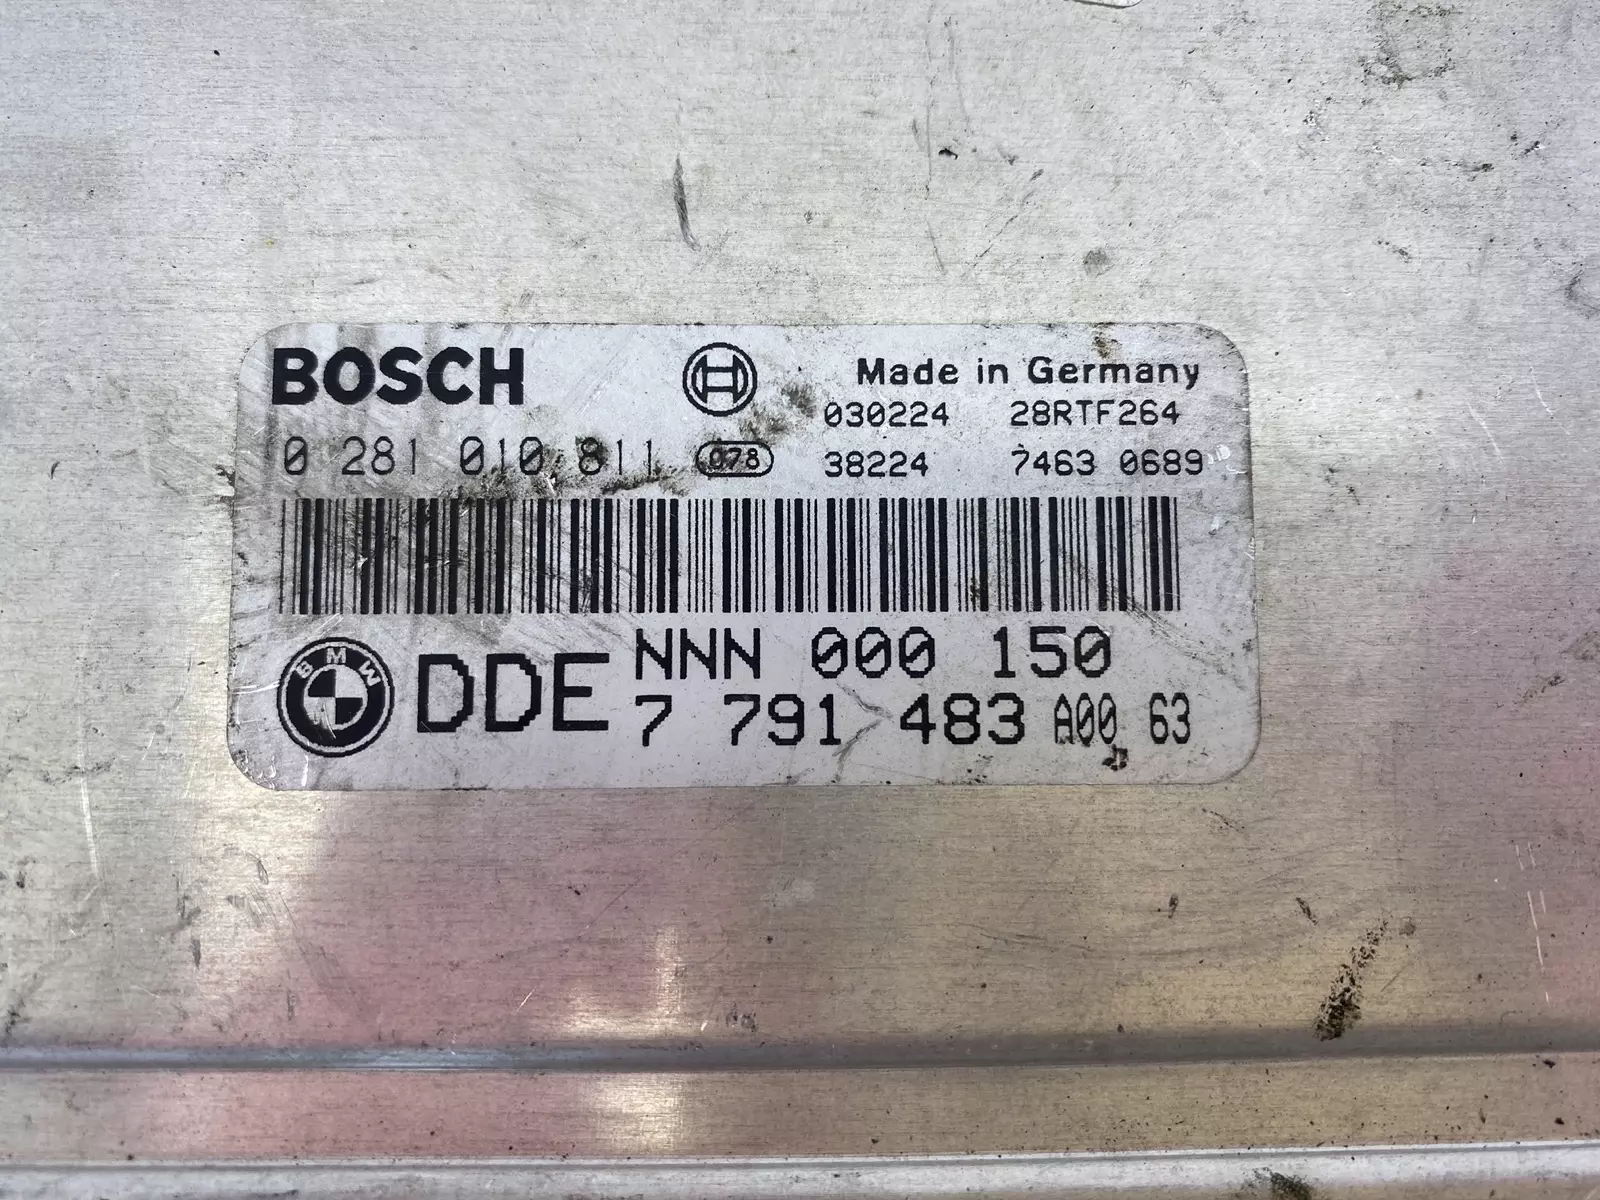 BOSCH
Made in Germany
030224 28RTF264
0 281 010 811 078 38224 7463 0689
BMW DDE NNN 000 150
7 791 483 A00 63